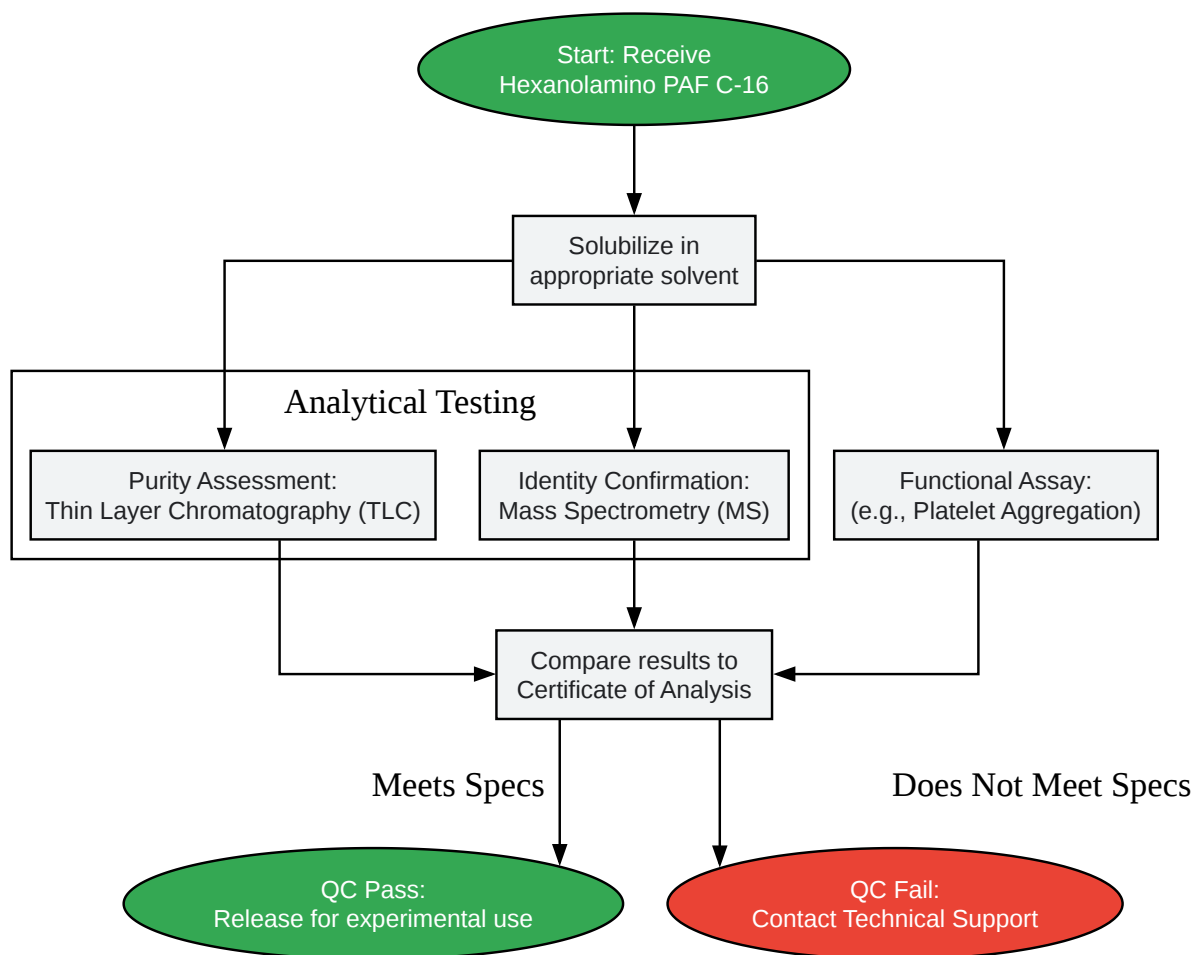 Start: Receive
Hexanolamino PAF C-16
Solubilize in
appropriate solvent
Analytical Testing
Purity Assessment:
Thin Layer Chromatography (TLC)
Identity Confirmation:
Mass Spectrometry (MS)
Functional Assay:
(e.g., Platelet Aggregation)
Compare results to
Certificate of Analysis
Meets Specs
Does Not Meet Specs
QC Pass:
Release for experimental use
QC Fail:
Contact Technical Support